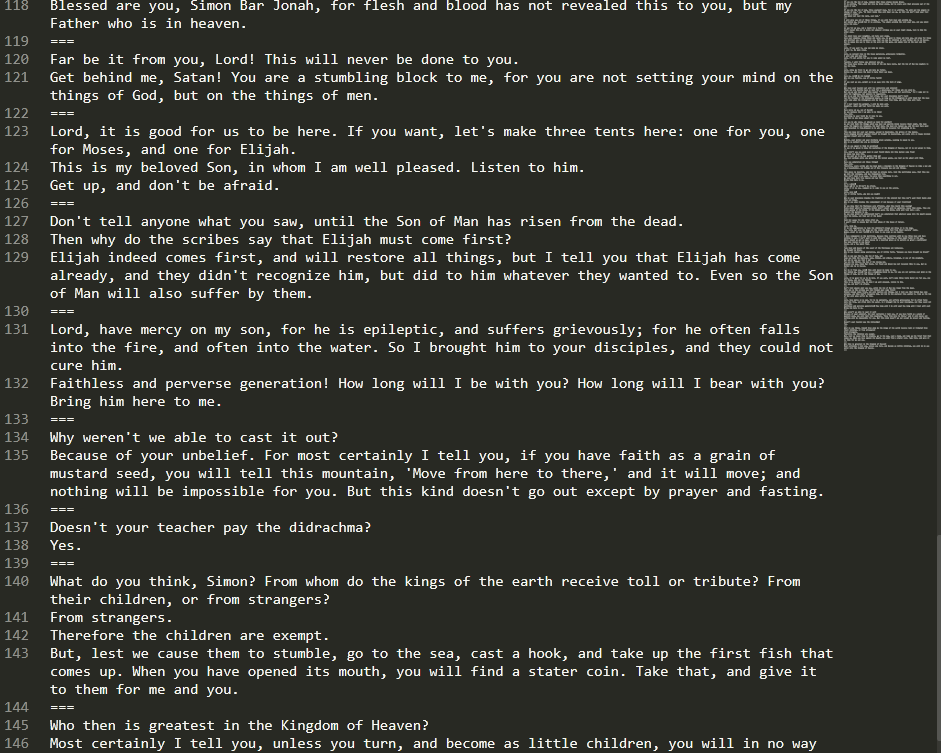 118 Blessed are you, Simon Bar Jonah, for flesh and blood has not revealed this to you, but my
Father who is in heaven.
119 ===
120 Far be it from you, Lord! This will never be done to you.
121 Get behind me, Satan! You are a stumbling block to me, for you are not setting your mind on the
things of God, but on the things of men.
122 ===
123 Lord, it is good for us to be here. If you want, let's make three tents here: one for you, one
for Moses, and one for Elijah.
124 This is my beloved Son, in whom I am well pleased. Listen to him.
125 Get up, and don't be afraid.
126 ===
127 Don't tell anyone what you saw, until the Son of Man has risen from the dead.
128 Then why do the scribes say that Elijah must come first?
129 Elijah indeed comes first, and will restore all things, but I tell you that Elijah has come
already, and they didn't recognize him, but did to him whatever they wanted to. Even so the Son
of Man will also suffer by them.
130 ===
131 Lord, have mercy on my son, for he is epileptic, and suffers grievously; for he often falls
into the fire, and often into the water. So I brought him to your disciples, and they could not
cure him.
132 Faithless and perverse generation! How long will I be with you? How long will I bear with you?
Bring him here to me.
133 ===
134 Why weren't we able to cast it out?
135 Because of your unbelief. For most certainly I tell you, if you have faith as a grain of
mustard seed, you will tell this mountain, 'Move from here to there,' and it will move; and
nothing will be impossible for you. But this kind doesn't go out except by prayer and fasting.
136 ===
137 Doesn't your teacher pay the didrachma?
138 Yes.
139 ===
140 What do you think, Simon? From whom do the kings of the earth receive toll or tribute? From
their children, or from strangers?
141 From strangers.
142 Therefore the children are exempt.
143 But, lest we cause them to stumble, go to the sea, cast a hook, and take up the first fish that
comes up. When you have opened its mouth, you will find a stater coin. Take that, and give it
to them for me and you.
144 ===
145 Who then is greatest in the Kingdom of Heaven?
146 Most certainly I tell you, unless you turn, and become as little children, you will in no way